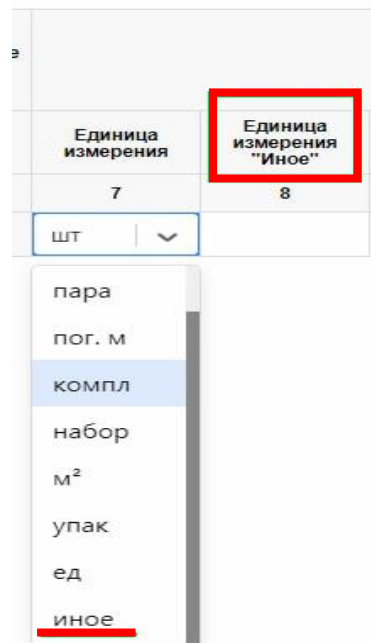 е
Единица
измерения
Единица
измерения
"Иное"
7
8
шт
пара
пог. м
компл
набор
м²
упак
ед
иное